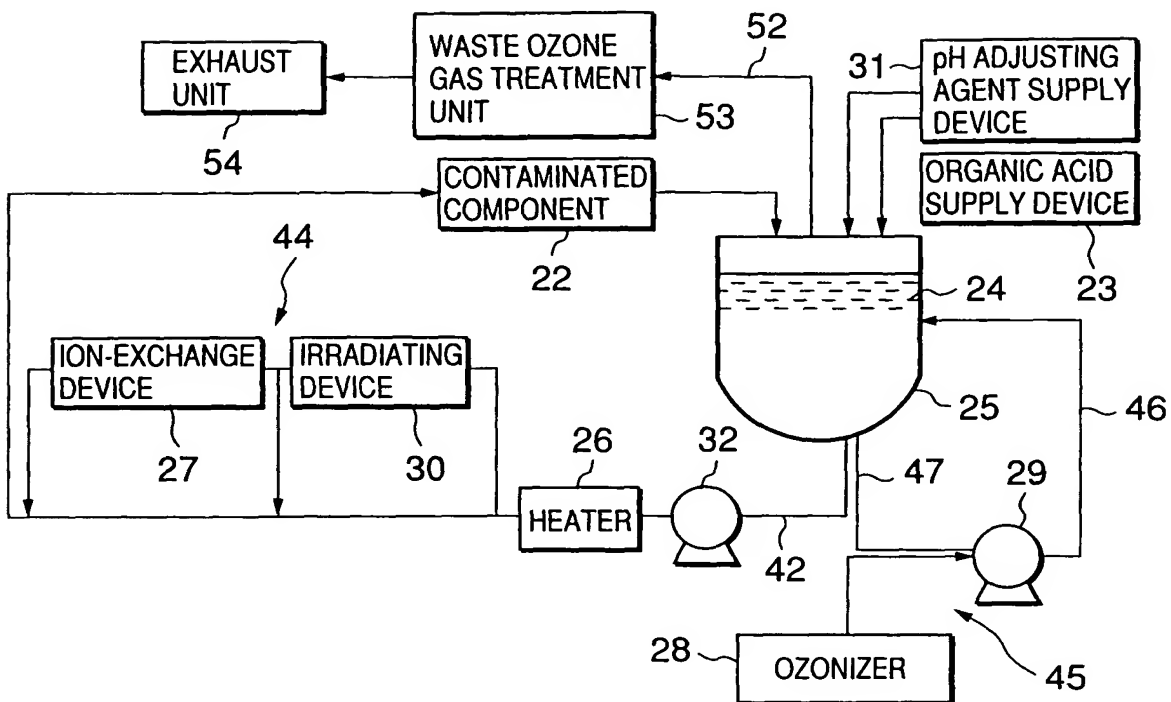 EXHAUST
UNIT
54
WASTE OZONE
GAS TREATMENT
UNIT
53
52
31
pH ADJUSTING
AGENT SUPPLY
DEVICE
ORGANIC ACID
SUPPLY DEVICE
23
CONTAMINATED
COMPONENT
22
44
24
ION-EXCHANGE
DEVICE
27
IRRADIATING
DEVICE
30
25
46
26
HEATER
32
42
47
29
28
OZONIZER
45